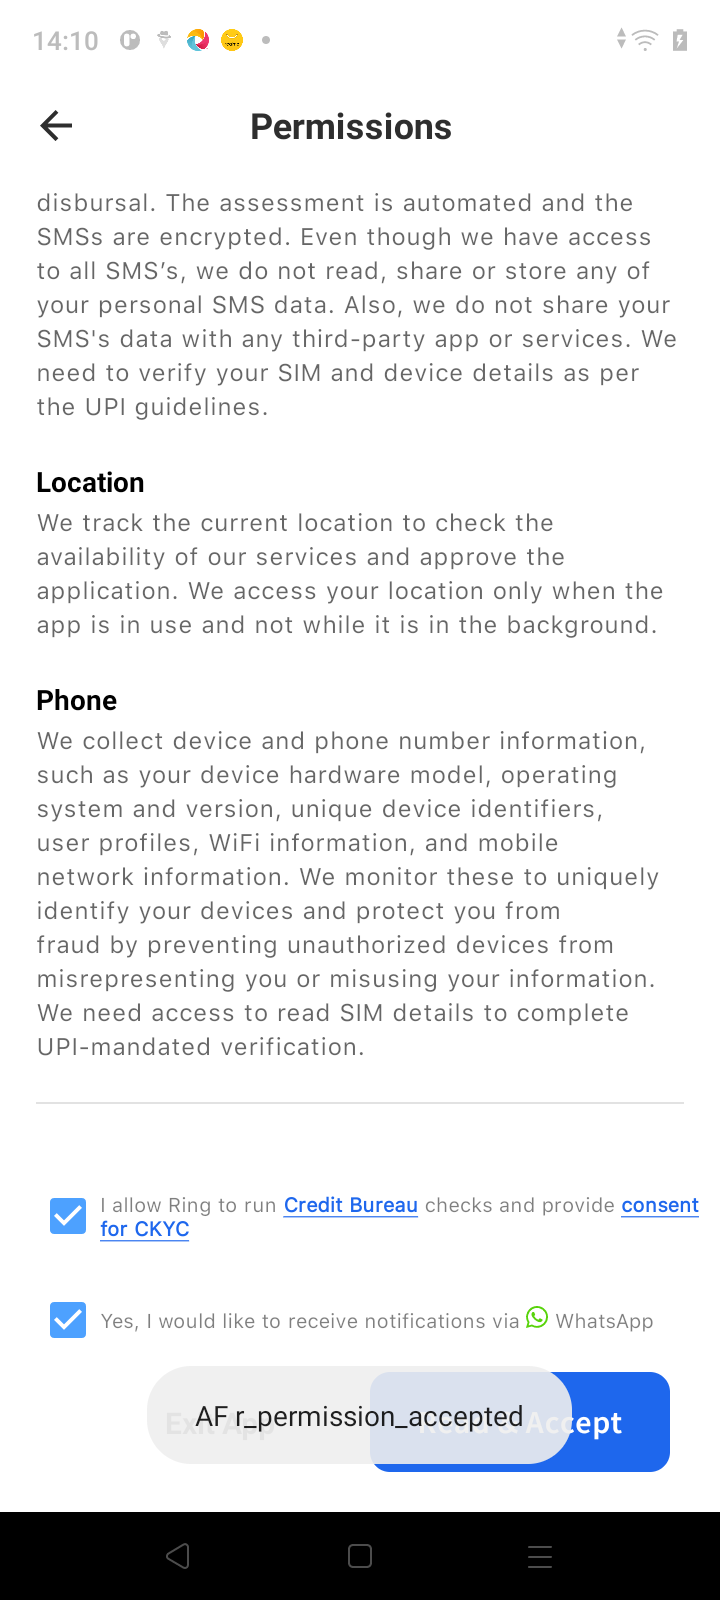 14:10
Permissions
disbursal. The assessment is automated and the
SMSs are encrypted. Even though we have access
to all SMS’s, we do not read, share or store any of
your personal SMS data. Also, we do not share your
SMS's data with any third-party app or services. We
need to verify your SIM and device details as per
the UPI guidelines.
Location
We track the current location to check the
availability of our services and approve the
application. We access your location only when the
app is in use and not while it is in the background.
Phone
We collect device and phone number information,
such as your device hardware model, operating
system and version, unique device identifiers,
user profiles, WiFi information, and mobile
network information. We monitor these to uniquely
identify your devices and protect you from
fraud by preventing unauthorized devices from
misrepresenting you or misusing your information.
We need access to read SIM details to complete
UPI-mandated verification.
I allow Ring to run Credit Bureau checks and provide consent
for CKYC
Yes, I would like to receive notifications via WhatsApp
Exit App
Read & Accept
AF r_permission_accepted